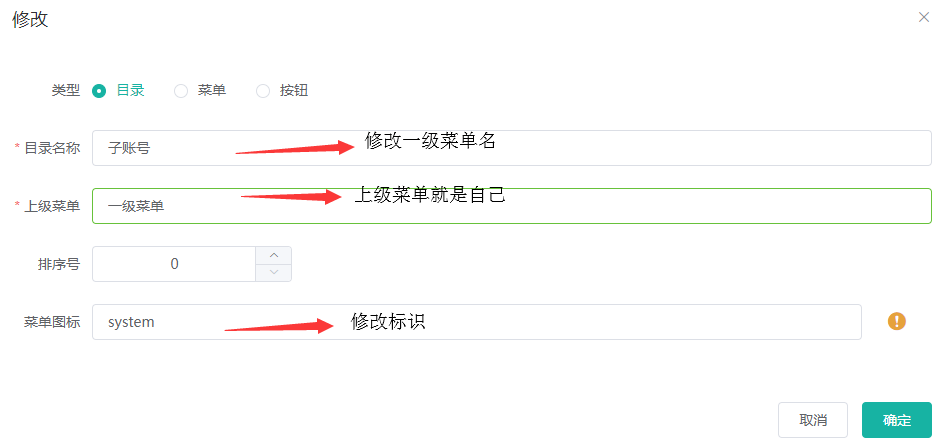 修改
类型 目录 菜单 按钮
* 目录名称 子账号 修改一级菜单名
* 上级菜单 一级菜单 上级菜单就是自己
排序号 0
菜单图标 system 修改标识
取消 确定